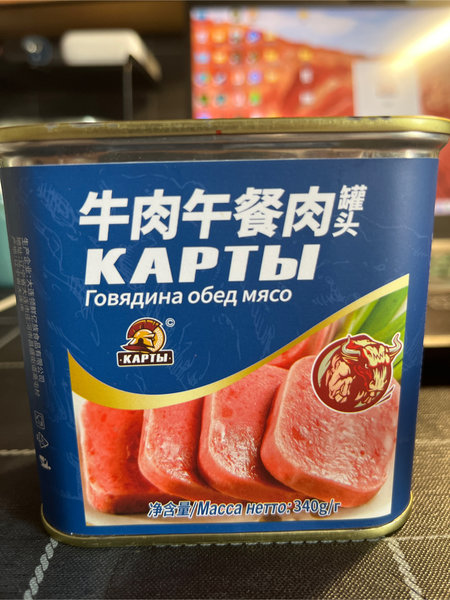 牛肉午餐肉罐头
КАРТЫ
Говядина обед мясо
©
·КАРТЫ·
净含量/Масса нетто: 340g/г